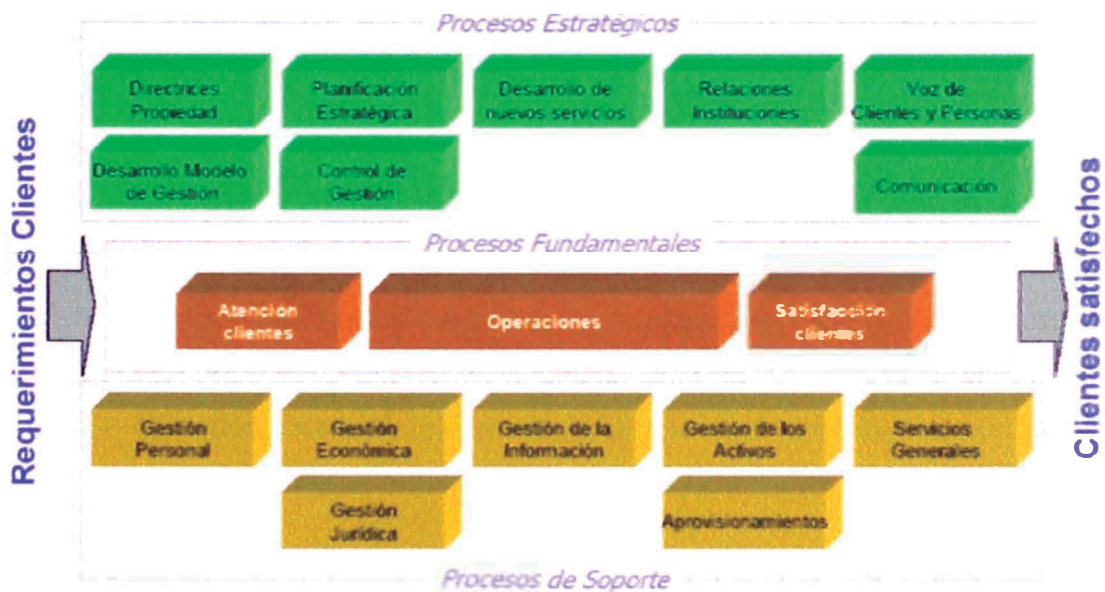 Procesos Estratégicos
Directrices
Propiedad
Planificación
Estratégica
Desarrollo de
nuevos servicios
Relaciones
Instituciones
Voz de
Clientes y Personas
Desarrollo Modelo
de Gestión
Control de
Gestión
Comunicación
Requerimientos Clientes
Procesos Fundamentales
Atención
clientes
Operaciones
Satisfacción
clientes
Clientes satisfechos
Gestión
Personal
Gestión
Económica
Gestión de la
Información
Gestión de los
Activos
Servicios
Generales
Gestión
Jurídica
Aprovisionamientos
Procesos de Soporte